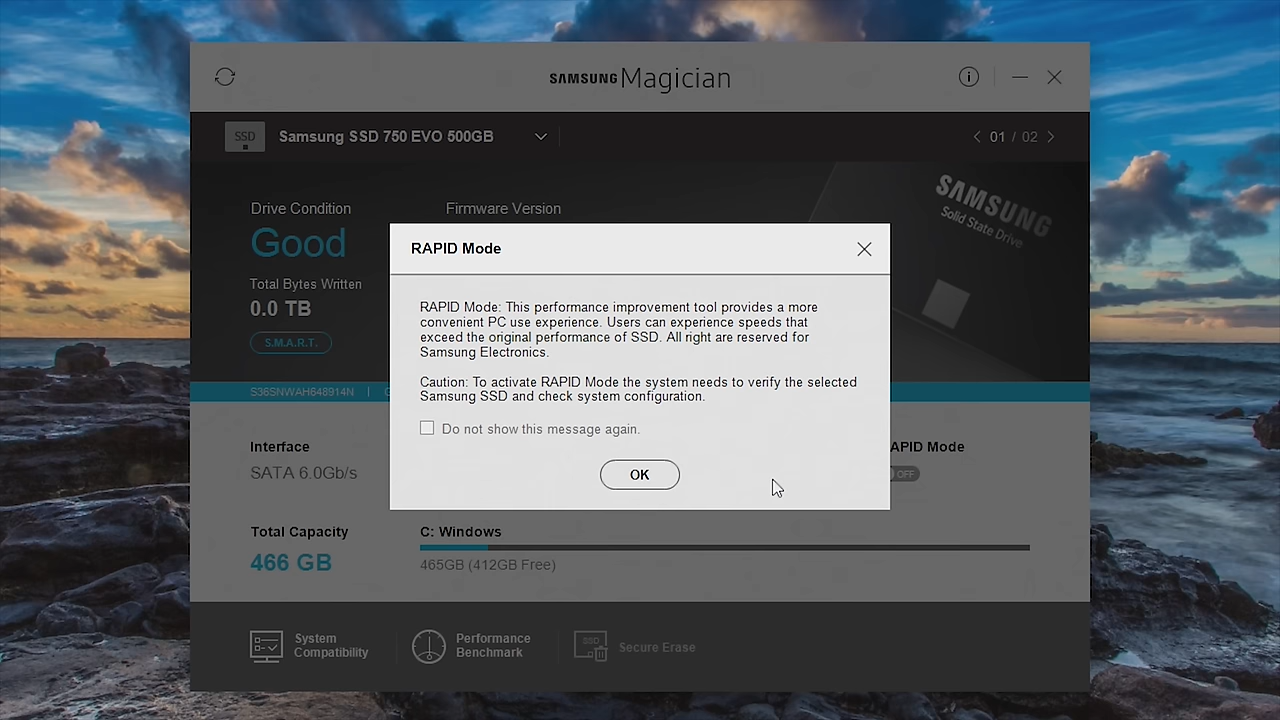 SAMSUNG Magician
SSD
Samsung SSD 750 EVO 500GB
01 / 02
Drive Condition
Firmware Version
Good
SAMSUNG
Solid State Drive
Total Bytes Written
0.0 TB
S.M.A.R.T.
RAPID Mode
RAPID Mode: This performance improvement tool provides a more
convenient PC use experience. Users can experience speeds that
exceed the original performance of SSD. All right are reserved for
Samsung Electronics.
Caution: To activate RAPID Mode the system needs to verify the selected
Samsung SSD and check system configuration.
Do not show this message again.
OK
S36SNWAH648914N
Interface
SATA 6.0Gb/s
APID Mode
OFF
Total Capacity
466 GB
C: Windows
465GB (412GB Free)
System
Compatibility
Performance
Benchmark
SSD
Secure Erase